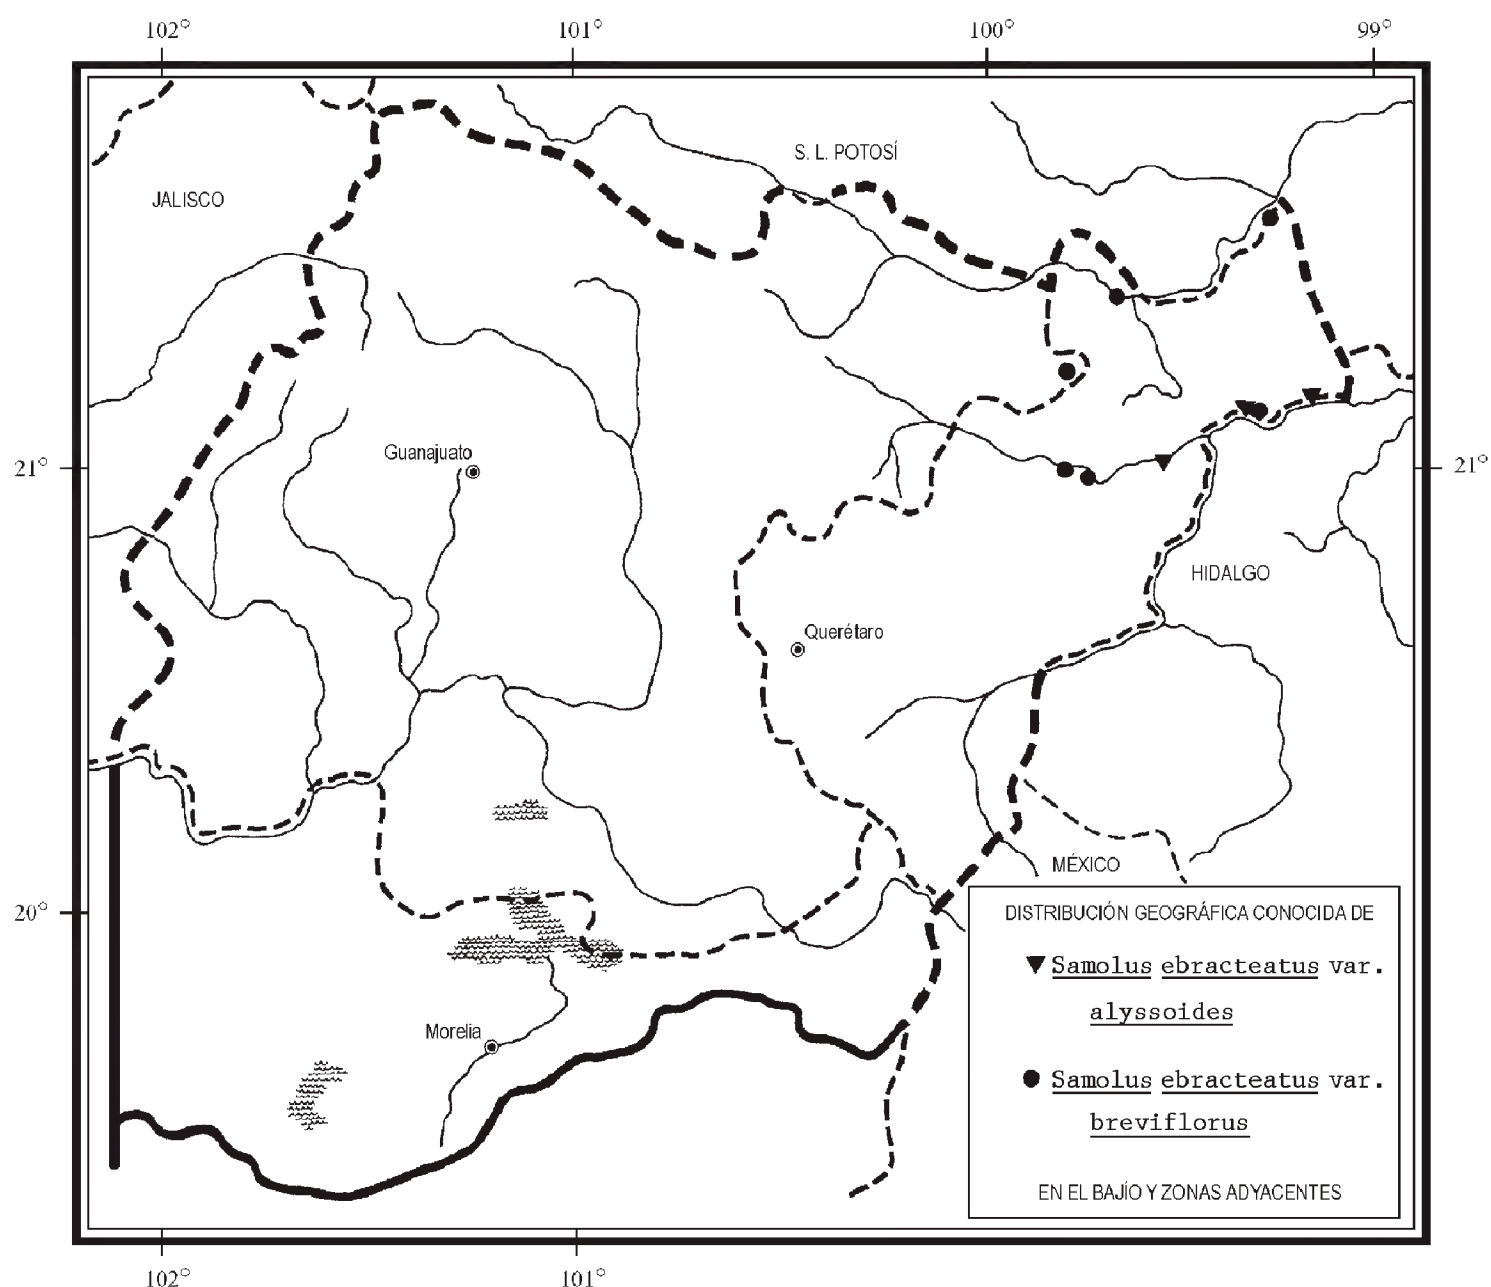 102° 101° 100° 99°
S. L. POTOSÍ
JALISCO
Guanajuato
21° 21°
HIDALGO
Querétaro
MÉXICO
20°
DISTRIBUCIÓN GEOGRÁFICA CONOCIDA DE
Samolus ebracteatus var.
alyssoides
Morelia
Samolus ebracteatus var.
breviflorus
EN EL BAJÍO Y ZONAS ADYACENTES
102° 101°